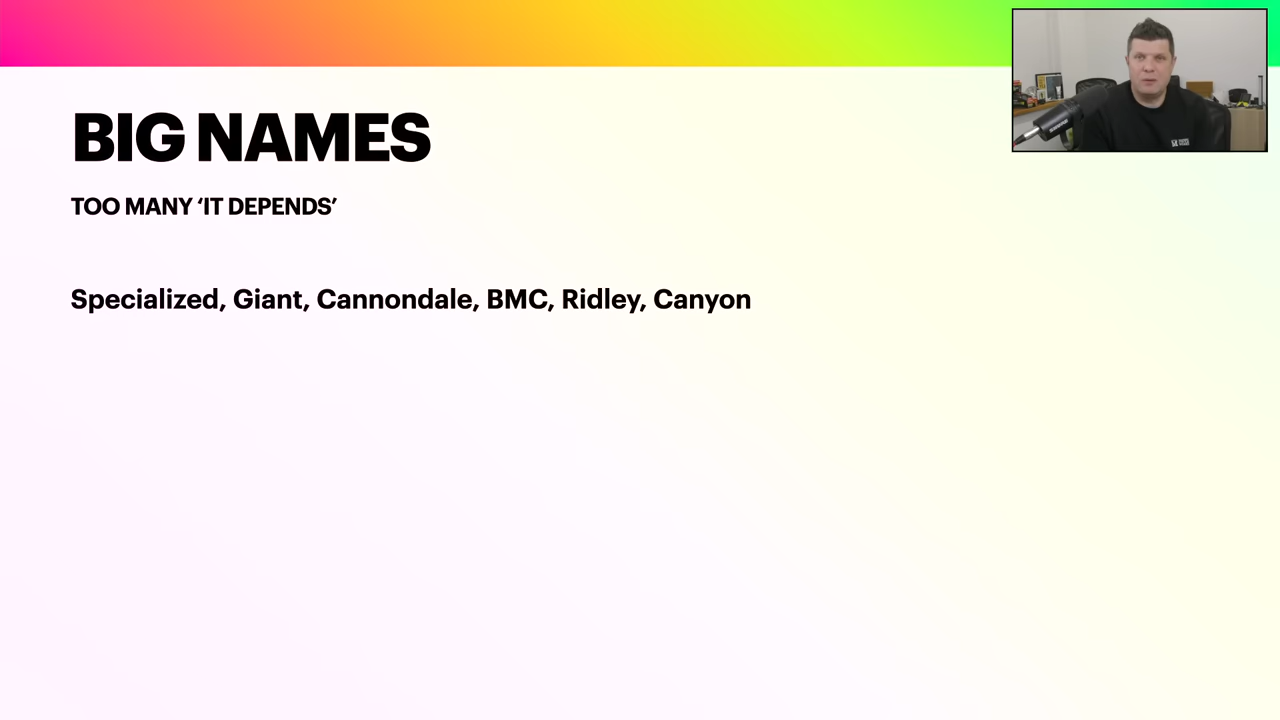 BIG NAMES
TOO MANY ‘IT DEPENDS’
Specialized, Giant, Cannondale, BMC, Ridley, Canyon